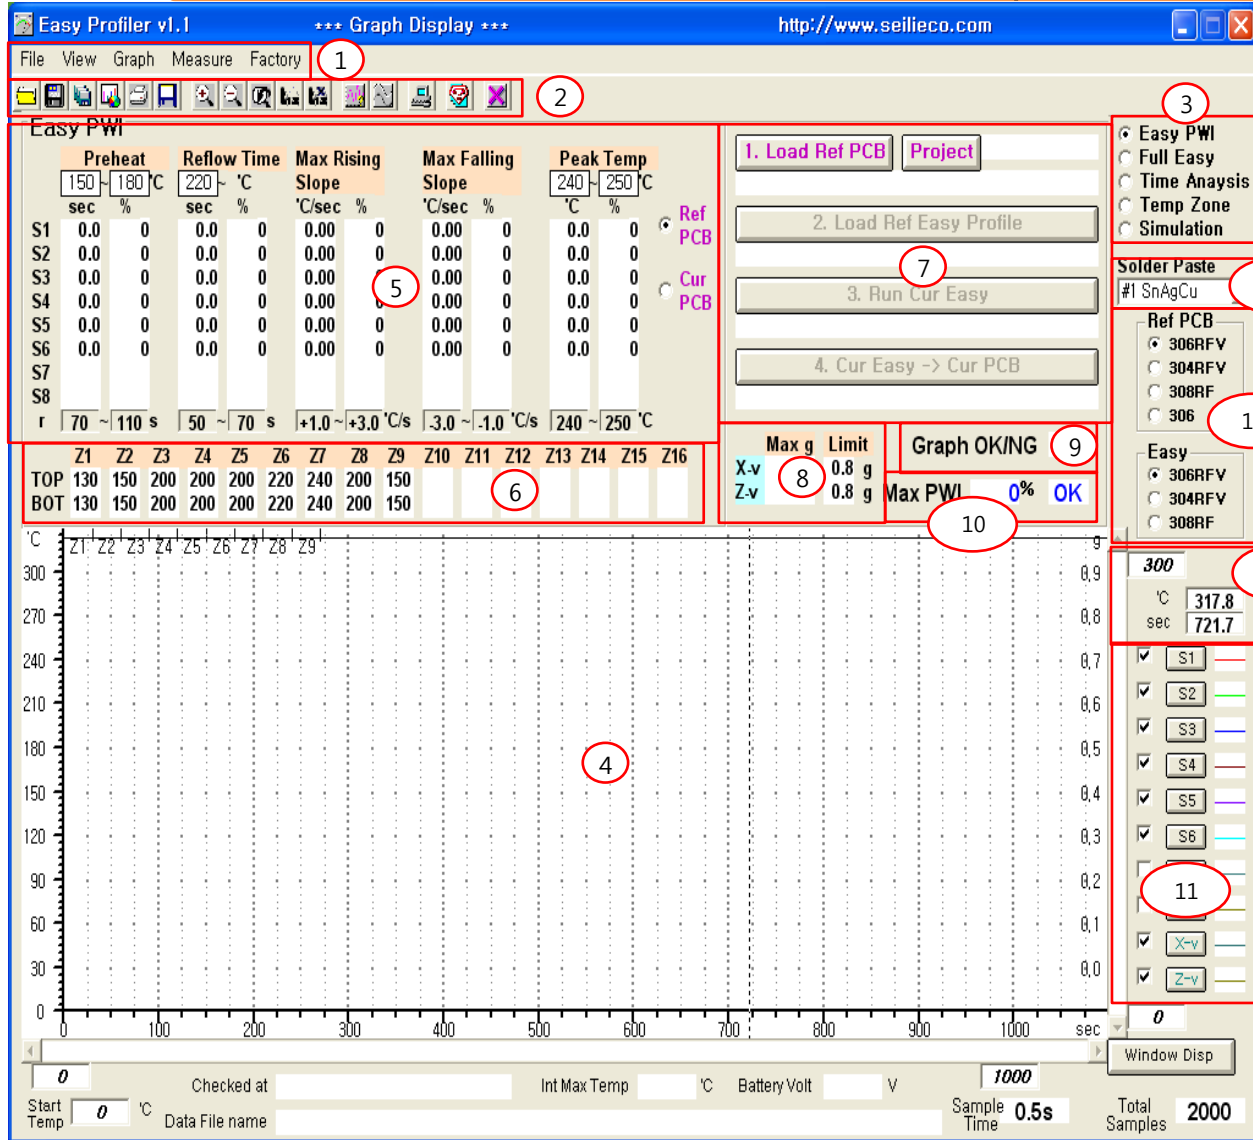 Easy Profiler v1.1 *** Graph Display *** http://www.seilieco.com
File View Graph Measure Factory 1
2
3
Easy PWI
Preheat Reflow Time Max Rising Slope Max Falling Slope Peak Temp
150 ~ 180 'C 220 ~ 'C 240 ~ 250 'C
sec % sec % 'C/sec % 'C/sec % 'C %
S1 0.0 0 0.0 0 0.00 0 0.00 0 0.0 0
S2 0.0 0 0.0 0 0.00 0 0.00 0 0.0 0
S3 0.0 0 0.0 0 0.00 0 0.00 0 0.0 0
S4 0.0 0 0.0 0 0.00 0 0.00 0 0.0 0
S5 0.0 0 0.0 0 0.00 0 0.00 0 0.0 0
S6 0.0 0 0.0 0 0.00 0 0.00 0 0.0 0
S7
S8
r 70 ~ 110 s 50 ~ 70 s +1.0 ~ +3.0 'C/s -3.0 ~ -1.0 'C/s 240 ~ 250 'C
5
Ref PCB
Cur PCB
1. Load Ref PCB Project
2. Load Ref Easy Profile
7
3. Run Cur Easy
4. Cur Easy -> Cur PCB
Easy PWI
Full Easy
Time Anaysis
Temp Zone
Simulation
Solder Paste
#1 SnAgCu
Ref PCB
306RFV
304RFV
308RF
306
1
Easy
306RFV
304RFV
308RF
Z1 Z2 Z3 Z4 Z5 Z6 Z7 Z8 Z9 Z10 Z11 Z12 Z13 Z14 Z15 Z16
TOP 130 150 200 200 200 220 240 200 150
BOT 130 150 200 200 200 220 240 200 150
6
Max g Limit
X-v 0.8 g
Z-v 0.8 g
8
Graph OK/NG 9
Max PWI 0% OK
10
'C Z1 Z2 Z3 Z4 Z5 Z6 Z7 Z8 Z9 g
300 0,9
270 0,8
240 0,7
210 0,6
180 0,5
150 0,4
120 0,3
90 0,2
60 0,1
30 0,0
0
4
0 100 200 300 400 500 600 700 800 900 1000 sec
300
'C 317.8
sec 721.7
S1
S2
S3
S4
S5
S6
11
X-v
Z-v
0
Window Disp
0 Checked at Int Max Temp 'C Battery Volt V 1000
Start Temp 0 'C Data File name Sample Time 0.5s Total Samples 2000